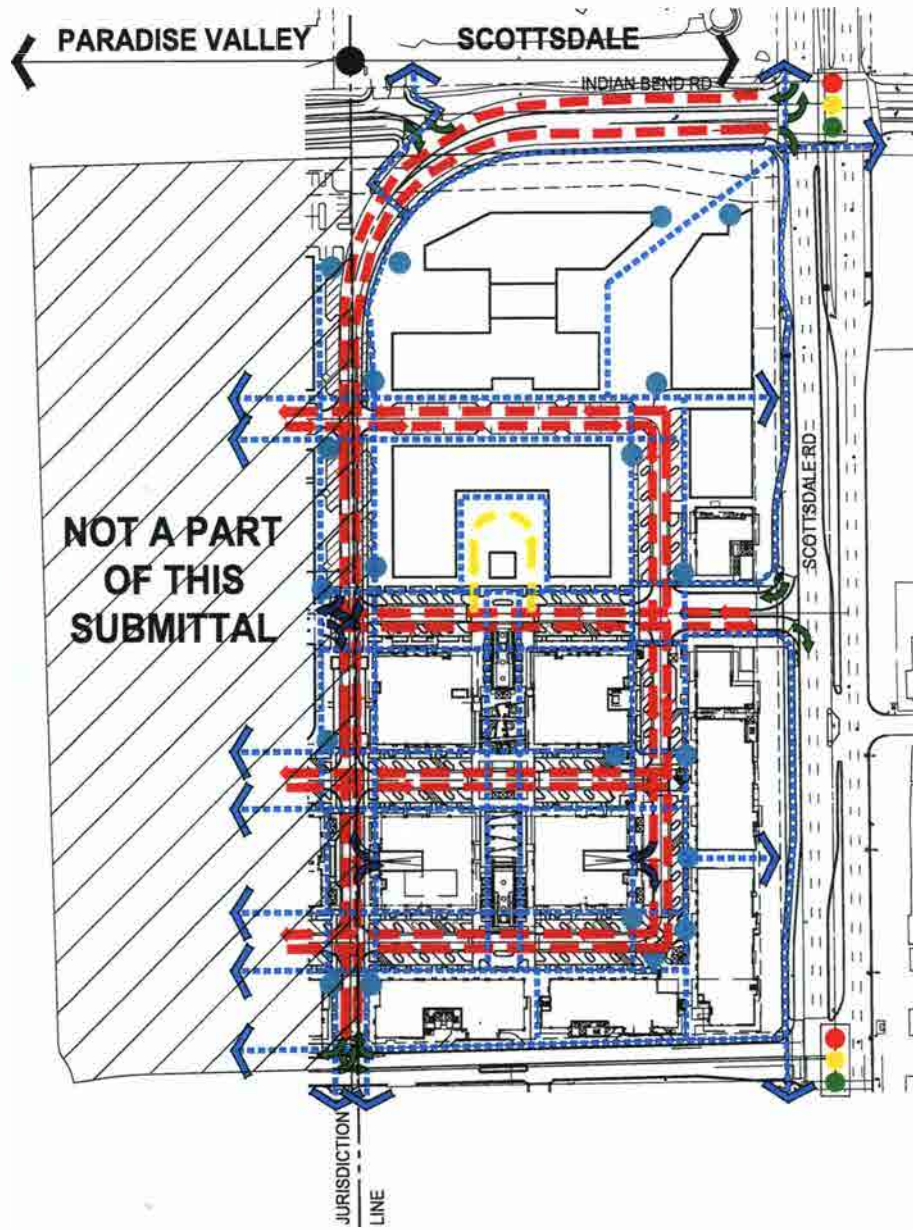 PARADISE VALLEY
SCOTTSDALE
INDIAN BEND RD
SCOTTSDALE RD
NOT A PART
OF THIS
SUBMITTAL
JURISDICTION
LINE